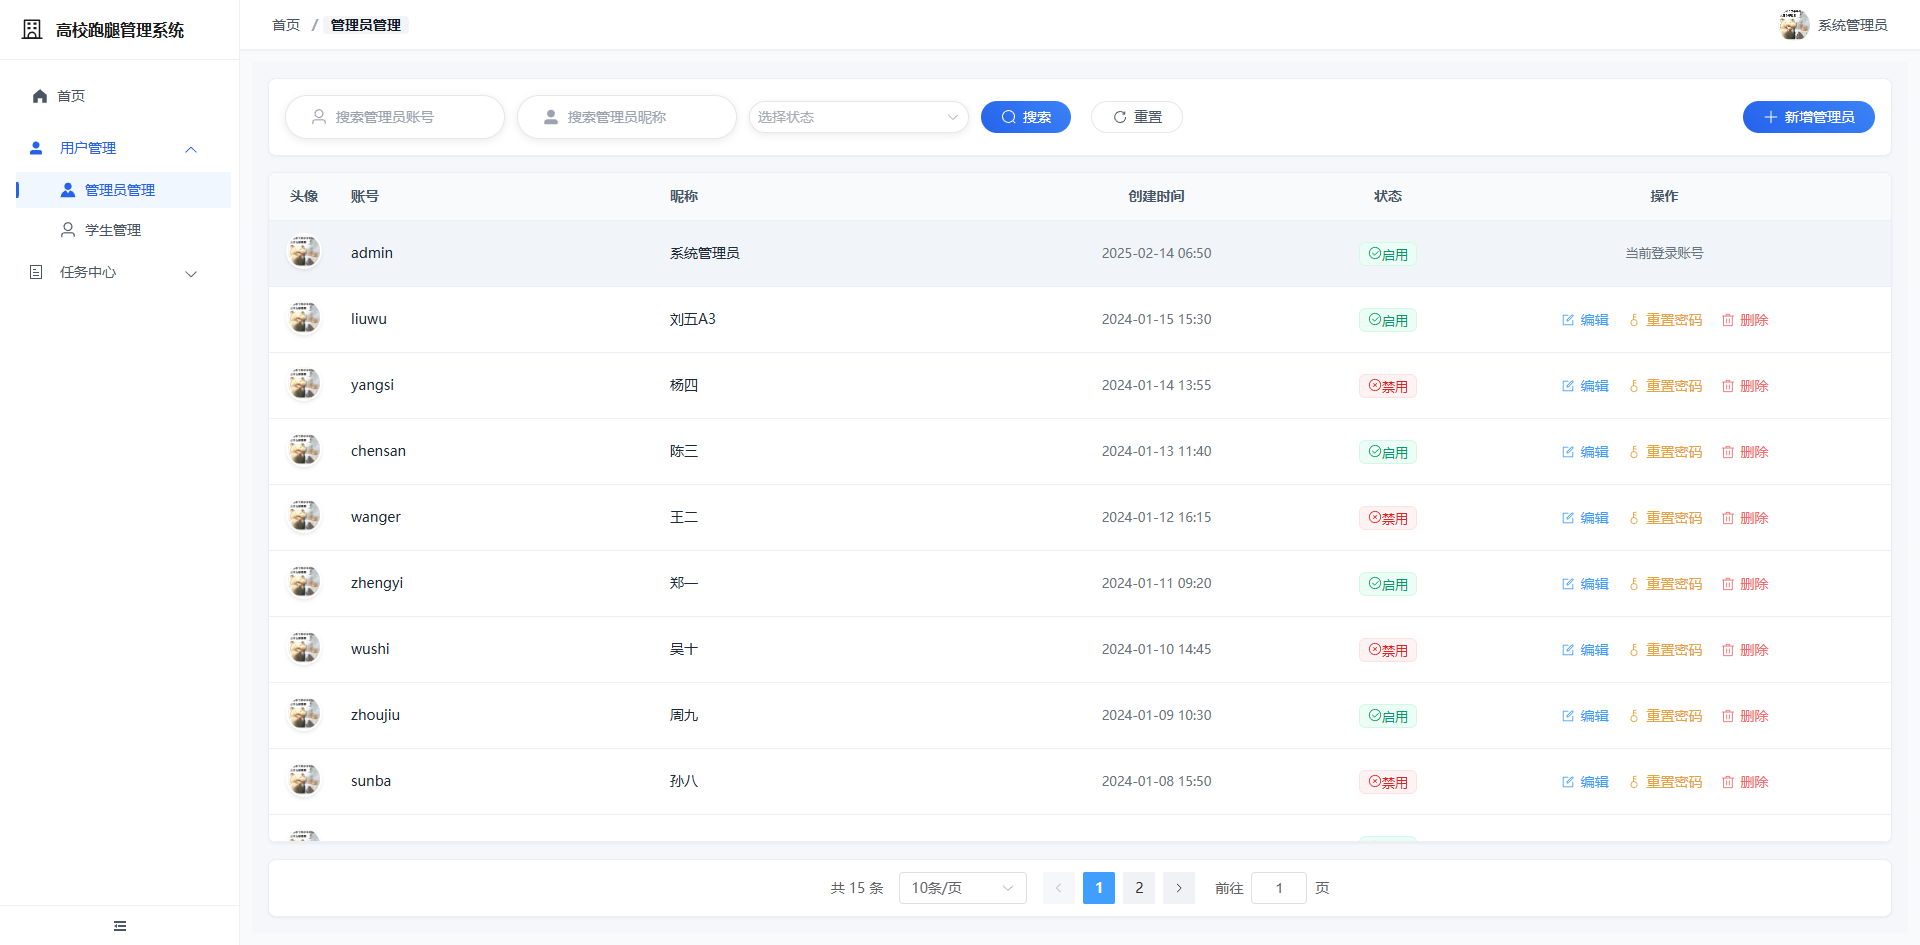 高校跑腿管理系统
首页 / 管理员管理
系统管理员
首页
用户管理
管理员管理
学生管理
任务中心
搜索管理员账号 搜索管理员昵称 选择状态 搜索 重置 新增管理员
头像 账号 昵称 创建时间 状态 操作
admin 系统管理员 2025-02-14 06:50 启用 当前登录账号
liuwu 刘五A3 2024-01-15 15:30 启用 编辑 重置密码 删除
yangsi 杨四 2024-01-14 13:55 禁用 编辑 重置密码 删除
chensan 陈三 2024-01-13 11:40 启用 编辑 重置密码 删除
wanger 王二 2024-01-12 16:15 禁用 编辑 重置密码 删除
zhengyi 郑一 2024-01-11 09:20 启用 编辑 重置密码 删除
wushi 吴十 2024-01-10 14:45 禁用 编辑 重置密码 删除
zhoujiu 周九 2024-01-09 10:30 启用 编辑 重置密码 删除
sunba 孙八 2024-01-08 15:50 禁用 编辑 重置密码 删除
共 15 条 10条/页 1 2 前往 1 页